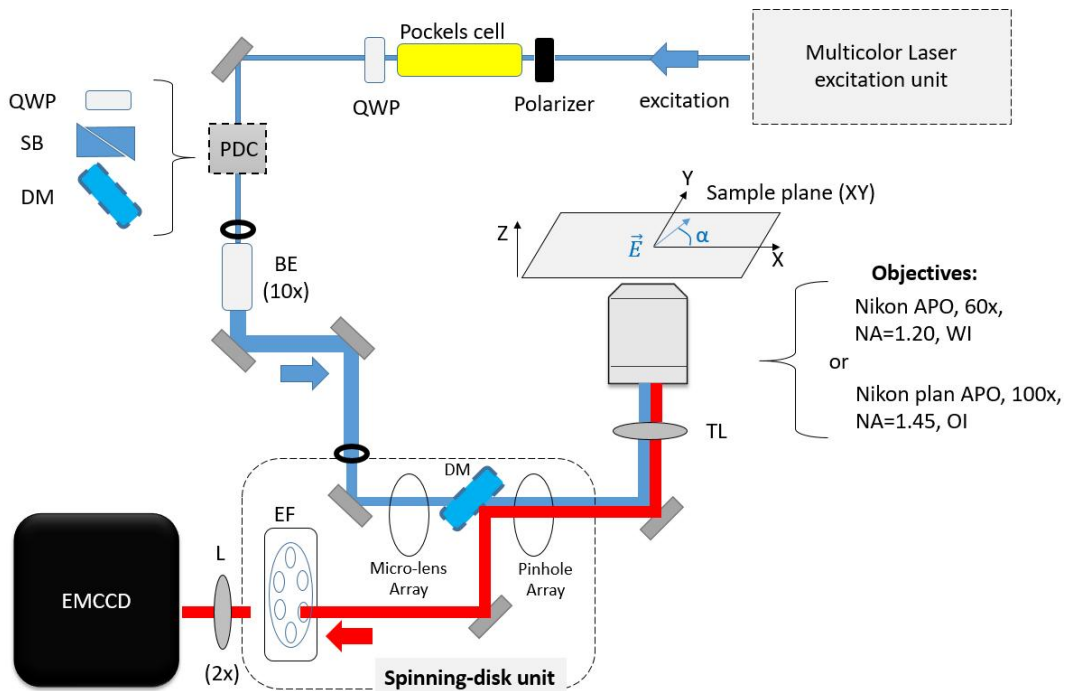 Pockels cell
Multicolor Laser
excitation unit
QWP
Polarizer
excitation
QWP
SB
DM
PDC
Y
Sample plane (XY)
Z
E
α
X
BE
(10x)
Objectives:
Nikon APO, 60x,
NA=1.20, WI
or
Nikon plan APO, 100x,
NA=1.45, OI
TL
DM
EF
L
Micro-lens
Array
Pinhole
Array
EMCCD
(2x)
Spinning-disk unit